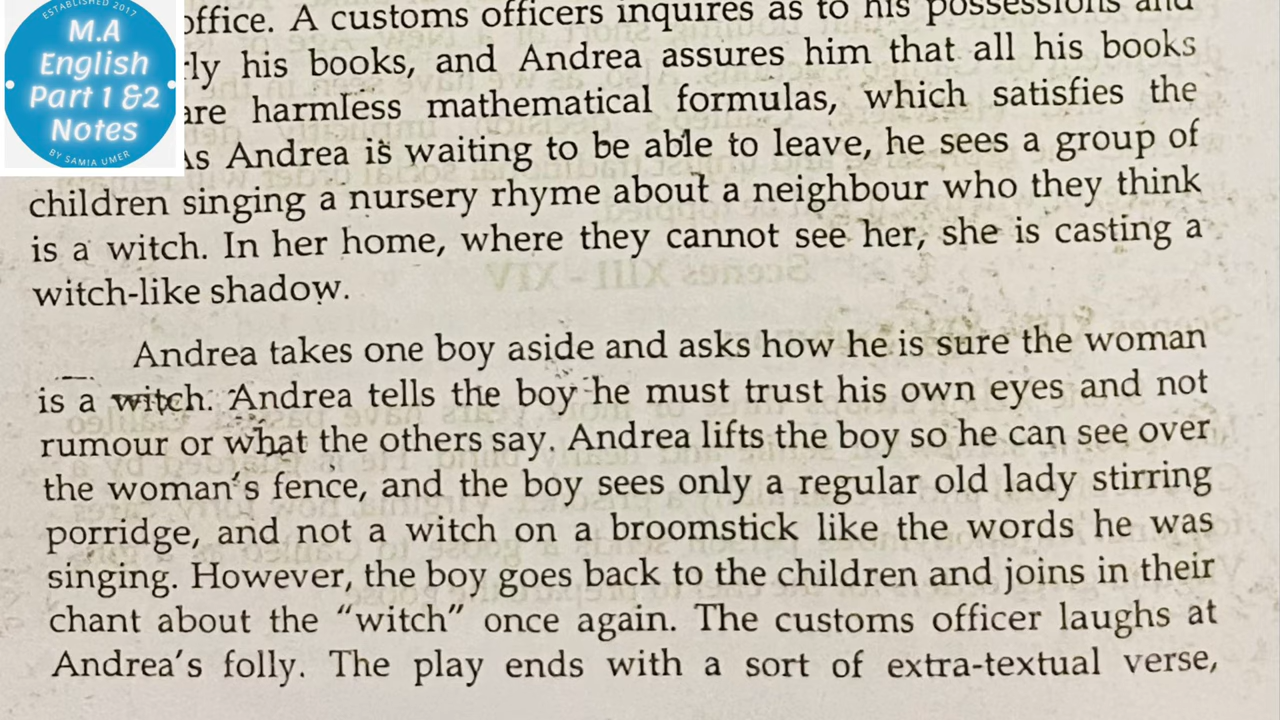 ESTABLISHED 2017
M.A
English
Part 1 &2
Notes
BY SAMIA UMER
office. A customs officers inquires as to his possessions and
rly his books, and Andrea assures him that all his books
are harmless mathematical formulas, which satisfies the
As Andrea is waiting to be able to leave, he sees a group of
children singing a nursery rhyme about a neighbour who they think
is a witch. In her home, where they cannot see her, she is casting a
witch-like shadow.
Andrea takes one boy aside and asks how he is sure the woman
is a witch. Andrea tells the boy he must trust his own eyes and not
rumour or what the others say. Andrea lifts the boy so he can see over
the woman's fence, and the boy sees only a regular old lady stirring
porridge, and not a witch on a broomstick like the words he was
singing. However, the boy goes back to the children and joins in their
chant about the "witch" once again. The customs officer laughs at
Andrea's folly. The play ends with a sort of extra-textual verse,